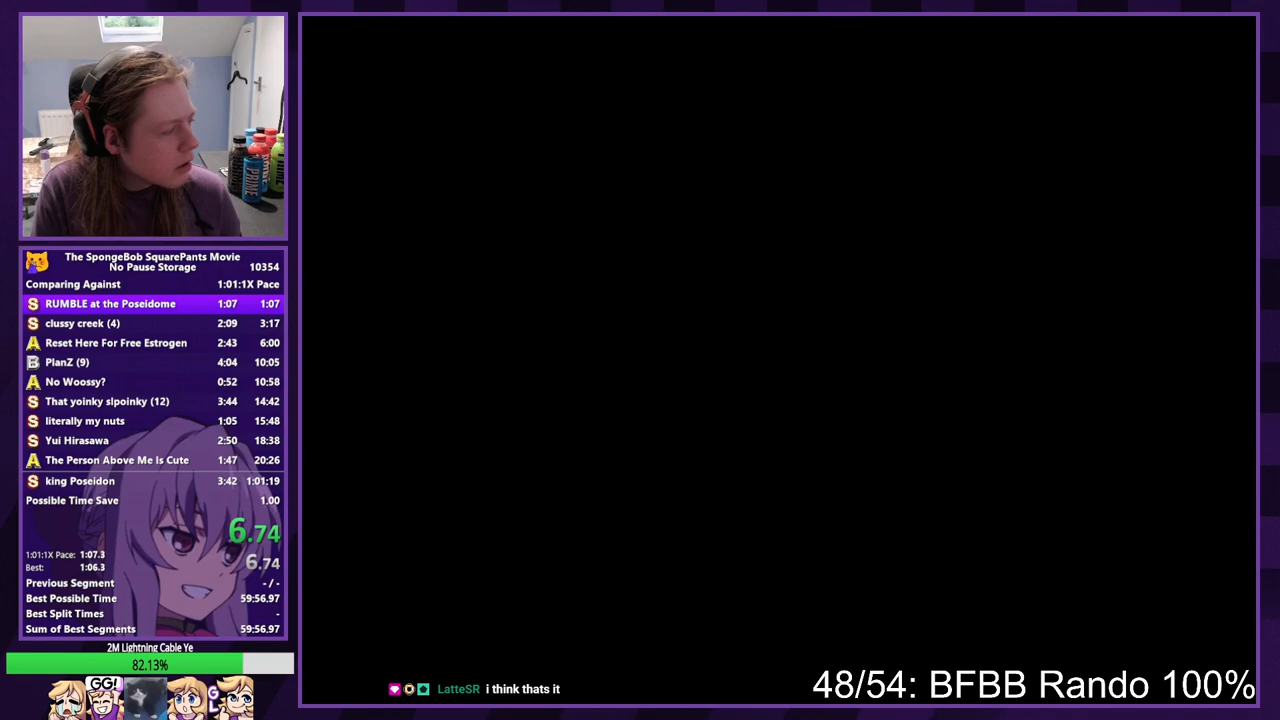 The SpongeBob SquarePants Movie
No Pause Storage 10354
Comparing Against 1:01:1X Pace
S RUMBLE at the Poseidome 1:07 1:07
S clussy creek (4) 2:09 3:17
A Reset Here For Free Estrogen 2:43 6:00
B PlanZ (9) 4:04 10:05
A No Woossy? 0:52 10:58
S That yoinky slpoinky (12) 3:44 14:42
S literally my nuts 1:05 15:48
S Yui Hirasawa 2:50 18:38
A The Person Above Me Is Cute 1:47 20:26
S king Poseidon 3:42 1:01:19
Possible Time Save 1.00
6.74
1:01:1X Pace: 1:07.3
Best: 1:06.3 6.74
Previous Segment - / -
Best Possible Time 59:56.97
Best Split Times -
Sum of Best Segments 59:56.97
2M Lightning Cable Ye
82.13%
GG!
GL
PRIME
LatteSR i think thats it
48/54: BFBB Rando 100%